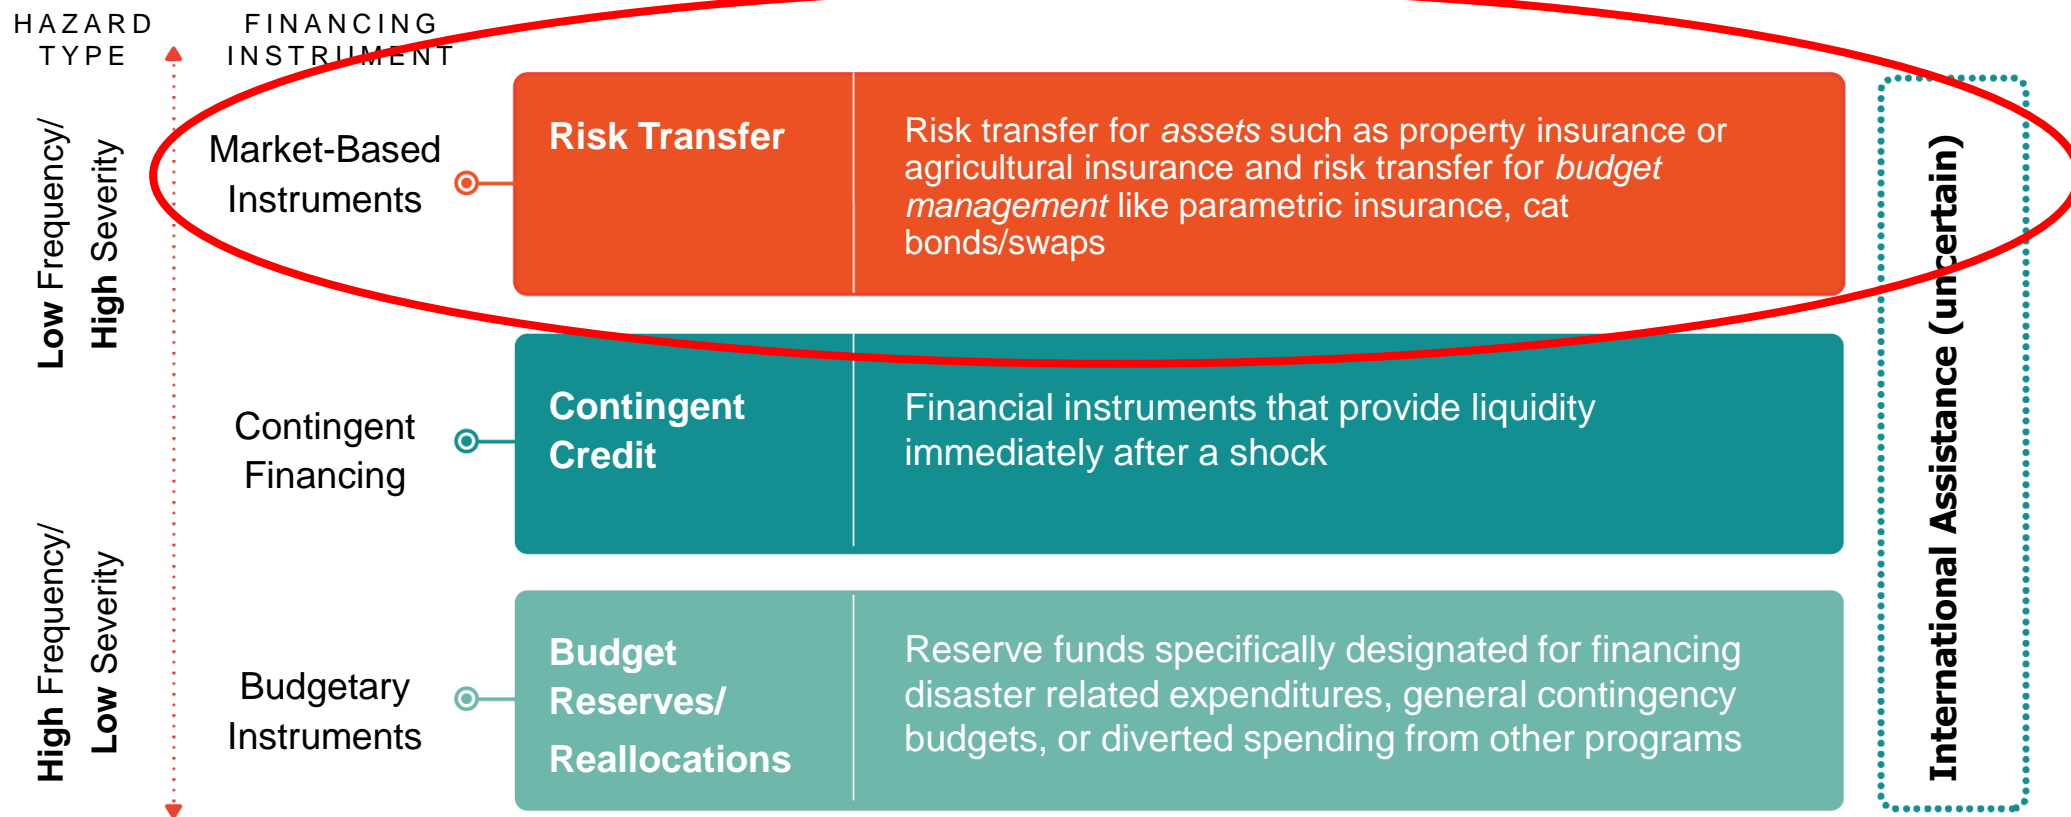 HAZARD
TYPE
FINANCING
INSTRUMENT
Low Frequency/
High Severity
Market-Based
Instruments
Risk Transfer
Risk transfer for assets such as property insurance or
agricultural insurance and risk transfer for budget
management like parametric insurance, cat
bonds/swaps
Contingent
Financing
Contingent
Credit
Financial instruments that provide liquidity
immediately after a shock
High Frequency/
Low Severity
Budgetary
Instruments
Budget
Reserves/
Reallocations
Reserve funds specifically designated for financing
disaster related expenditures, general contingency
budgets, or diverted spending from other programs
International Assistance (uncertain)